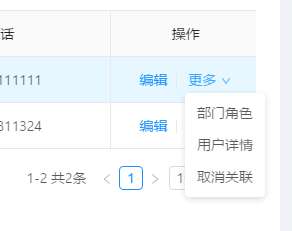 话 操作
111111 编辑 更多
311324 编辑
部门角色
用户详情
取消关联
1-2 共2条 < 1 > 10